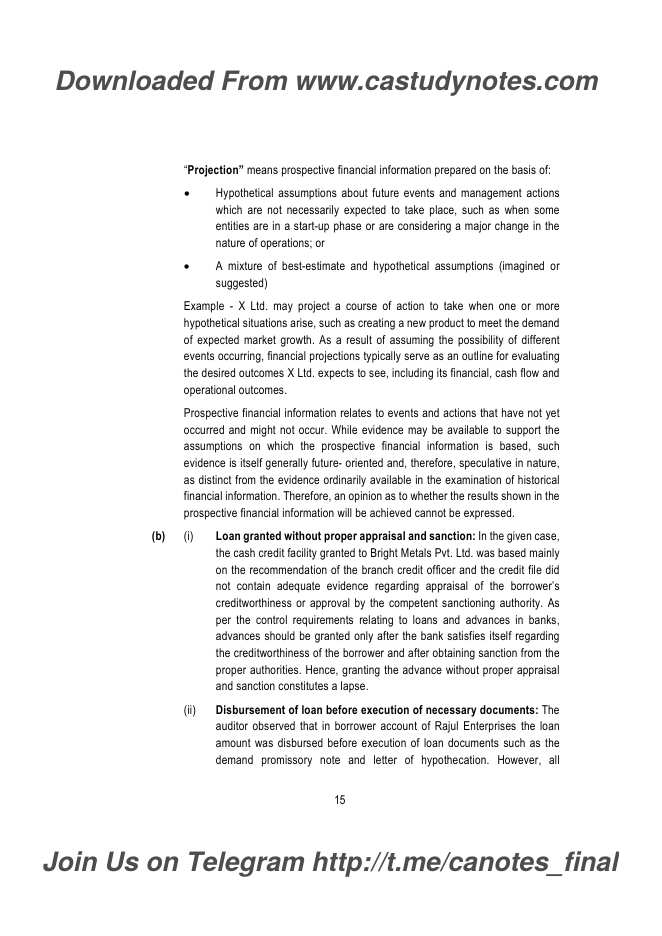 Downloaded From www.castudynotes.com
“Projection” means prospective financial information prepared on the basis of:
• Hypothetical assumptions about future events and management actions
which are not necessarily expected to take place, such as when some
entities are in a start-up phase or are considering a major change in the
nature of operations; or
• A mixture of best-estimate and hypothetical assumptions (imagined or
suggested)
Example - X Ltd. may project a course of action to take when one or more
hypothetical situations arise, such as creating a new product to meet the demand
of expected market growth. As a result of assuming the possibility of different
events occurring, financial projections typically serve as an outline for evaluating
the desired outcomes X Ltd. expects to see, including its financial, cash flow and
operational outcomes.
Prospective financial information relates to events and actions that have not yet
occurred and might not occur. While evidence may be available to support the
assumptions on which the prospective financial information is based, such
evidence is itself generally future- oriented and, therefore, speculative in nature,
as distinct from the evidence ordinarily available in the examination of historical
financial information. Therefore, an opinion as to whether the results shown in the
prospective financial information will be achieved cannot be expressed.
(b) (i) Loan granted without proper appraisal and sanction: In the given case,
the cash credit facility granted to Bright Metals Pvt. Ltd. was based mainly
on the recommendation of the branch credit officer and the credit file did
not contain adequate evidence regarding appraisal of the borrower’s
creditworthiness or approval by the competent sanctioning authority. As
per the control requirements relating to loans and advances in banks,
advances should be granted only after the bank satisfies itself regarding
the creditworthiness of the borrower and after obtaining sanction from the
proper authorities. Hence, granting the advance without proper appraisal
and sanction constitutes a lapse.
(ii) Disbursement of loan before execution of necessary documents: The
auditor observed that in borrower account of Rajul Enterprises the loan
amount was disbursed before execution of loan documents such as the
demand promissory note and letter of hypothecation. However, all
15
Join Us on Telegram http://t.me/canotes_final